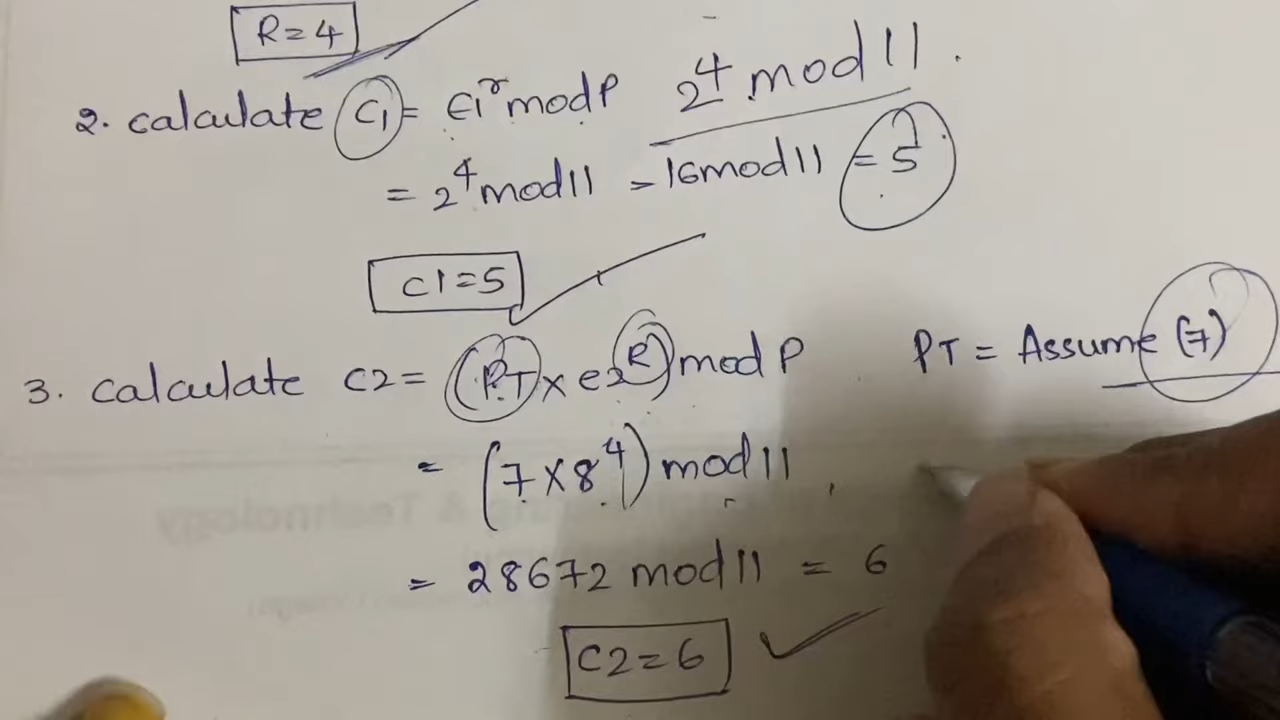 R=4
2. calculate C1 = e1^r mod P 2^4 mod 11.
= 2^4 mod 11 = 16 mod 11 = 5
C1=5
3. calculate C2 = (PT x e2^R) mod P PT = Assume (7)
= (7 x 8^4) mod 11
= 28672 mod 11 = 6
C2=6